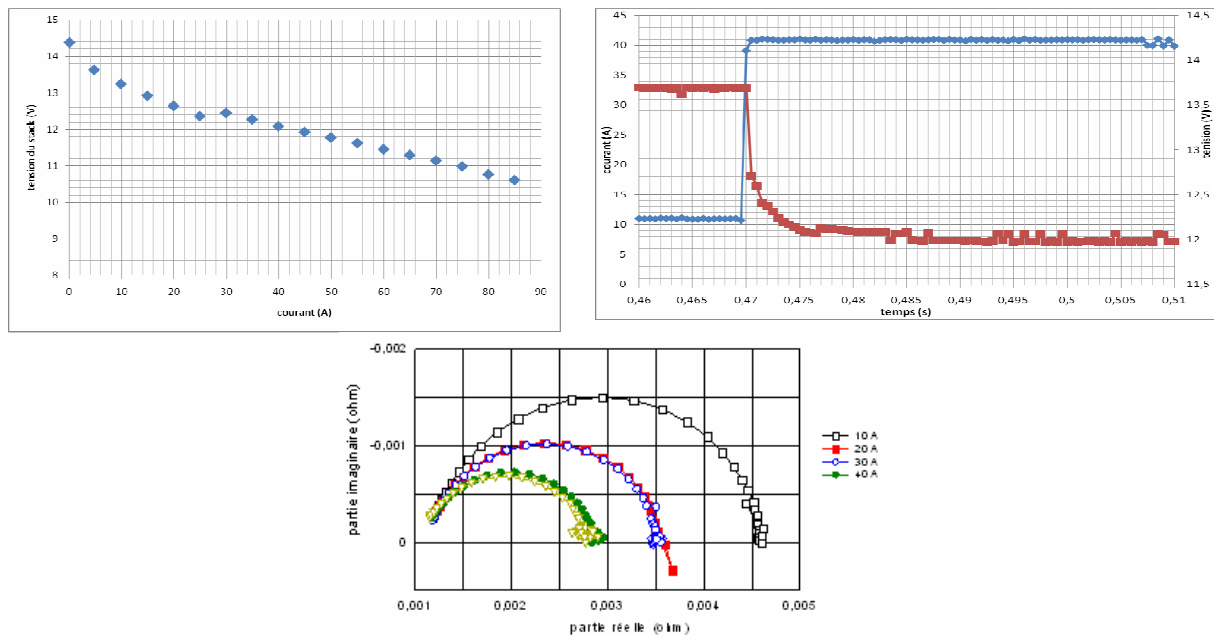 tension du stack (V)
15
14
13
12
11
10
9
8
0 10 20 30 40 50 60 70 80 90
courant (A)
courant (A)
45
40
35
30
25
20
15
10
5
0
14,5
14
13,5
13
12,5
12
11,5
tenision (V)
0,46 0,465 0,47 0,475 0,48 0,485 0,49 0,495 0,5 0,505 0,51
temps (s)
partie imaginaire (ohm)
-0,002
-0,001
0
0,001 0,002 0,003 0,004 0,005
partie réelle (ohm)
10 A
20 A
30 A
40 A